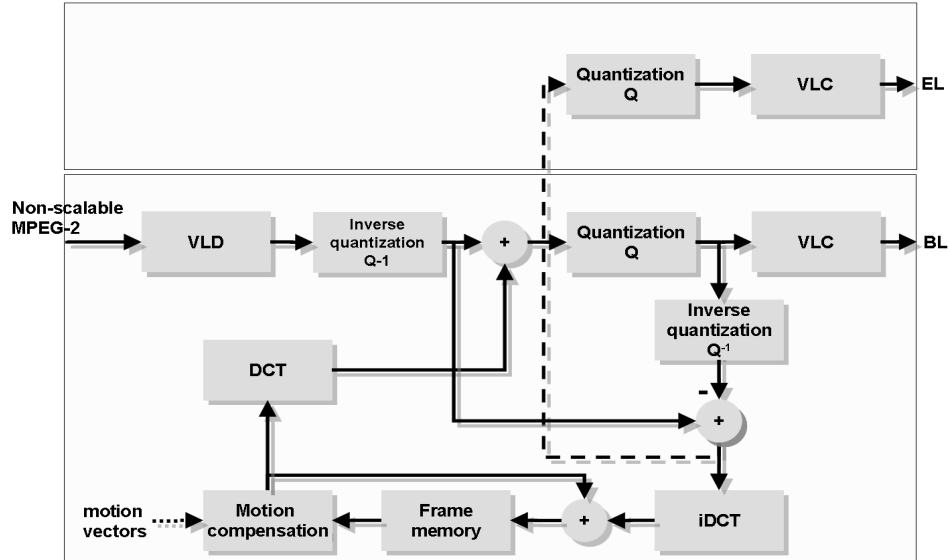 Quantization
Q
VLC
EL
Non-scalable
MPEG-2
VLD
Inverse
quantization
Q-1
+
Quantization
Q
VLC
BL
Inverse
quantization
Q-1
DCT
-
+
motion
vectors
Motion
compensation
Frame
memory
+
iDCT